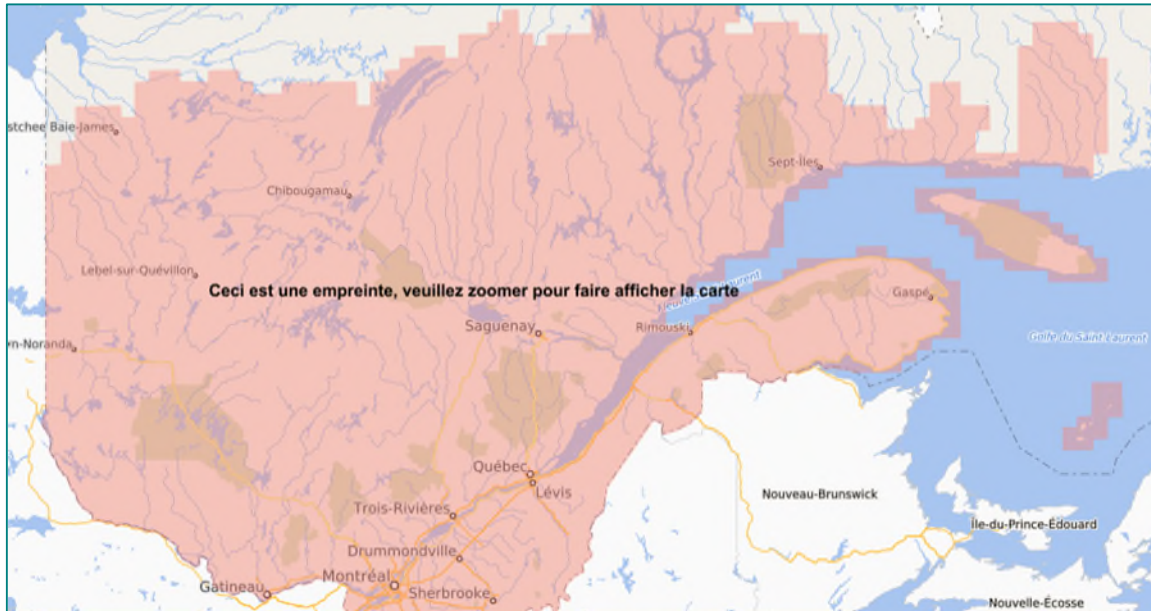 stchee Baie-James
Sept-Îles
Chibougamau
Lebel-sur-Quévillon
Ceci est une empreinte, veuillez zoomer pour faire afficher la carte
Gaspé
Saguenay
Rimouski
Golfe du Saint-Laurent
yn-Noranda
Québec
Lévis
Nouveau-Brunswick
Trois-Rivières
Île-du-Prince-Édouard
Drummondville
Montréal
Gatineau
Sherbrooke
Nouvelle-Écosse